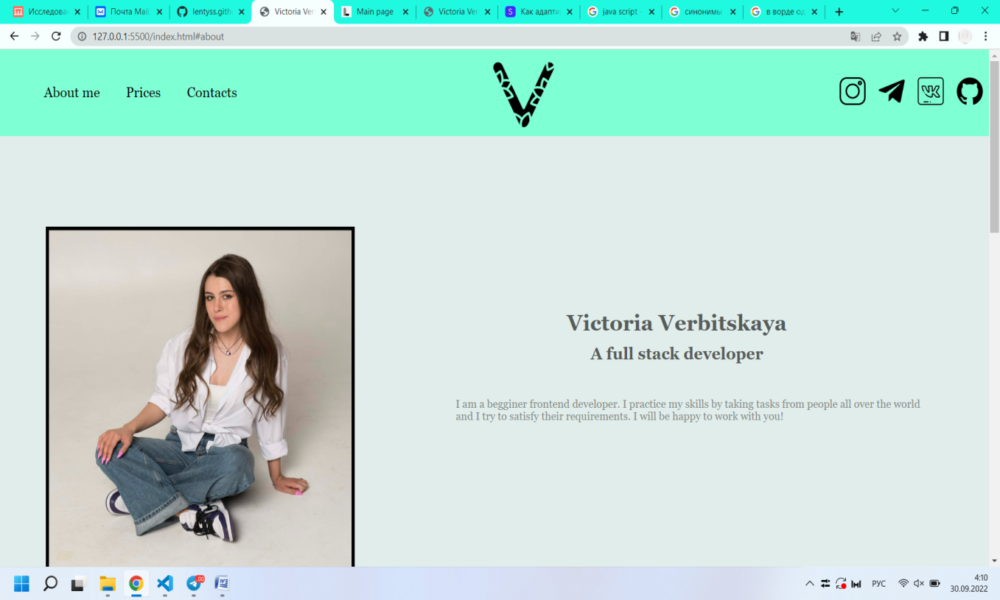 Исследова
Почта Mail
lentyss.gith
Victoria Ver
Main page
Victoria Ver
Как адапти
java script -
синонимы
в ворде од
127.0.0.1:5500/index.html#about
About me
Prices
Contacts
V
Victoria Verbitskaya
A full stack developer
I am a begginer frontend developer. I practice my skills by taking tasks from people all over the world
and I try to satisfy their requirements. I will be happy to work with you!
РУС
4:10
30.09.2022